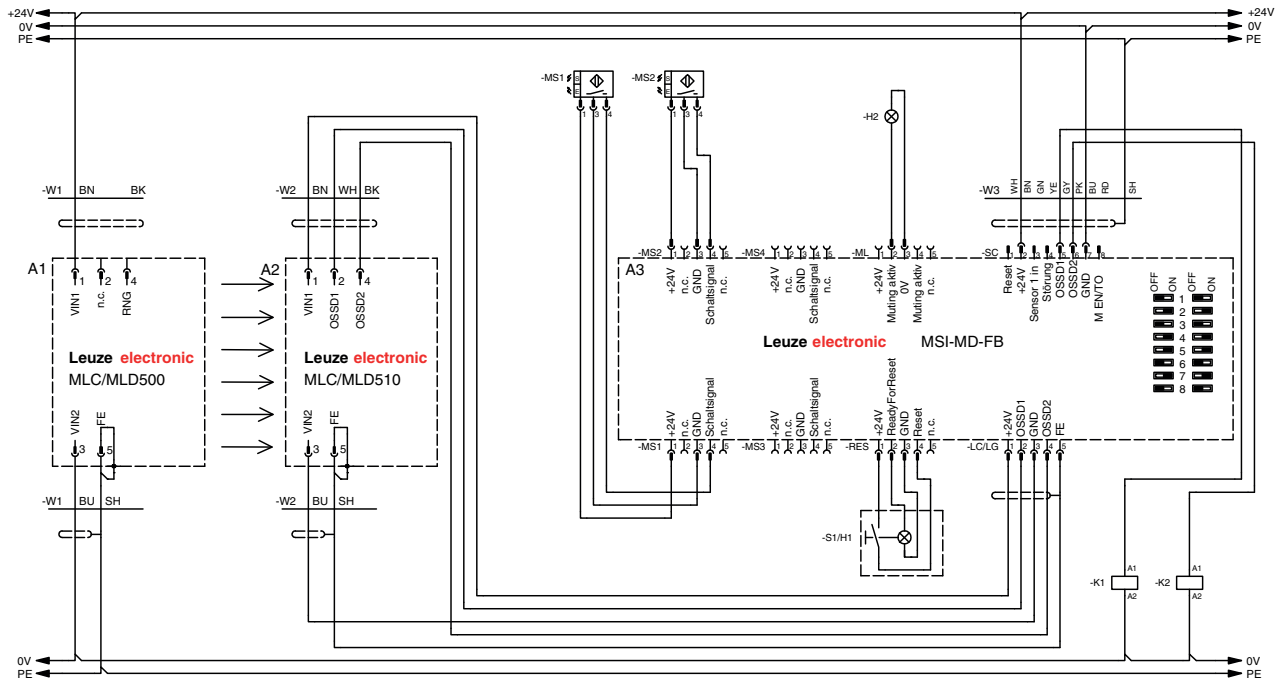 +24V +24V
0V 0V
PE PE
-MS1 S E -MS2 S E
1 3 4 1 3 4
-H2
-W1 BN BK -W2 BN WH BK -W3 WH BN GN YE GY PK BU RD SH
A1 1 2 4 A2 1 2 4
VIN1 n.c. RNG VIN1 OSSD1 OSSD2
A3
-MS2 1 2 3 4 5 -MS4 1 2 3 4 5 -ML 1 2 3 4 5 -SC 1 2 3 4 5 6 7 8
+24V n.c. GND Schaltsignal n.c.
+24V n.c. GND Schaltsignal n.c.
+24V Muting aktiv 0V Muting aktiv n.c.
Reset +24V Sensor 1 in Störung OSSD1 OSSD2 GND M EN/TO
OFF ON OFF ON
1
2
3
4
5
6
7
8
Leuze electronic
MLC/MLD500
Leuze electronic
MLC/MLD510
Leuze electronic MSI-MD-FB
VIN2 FE VIN2 FE
3 5 3 5
+24V n.c. GND Schaltsignal n.c.
+24V n.c. GND Schaltsignal n.c.
+24V ReadyForReset GND Reset n.c.
+24V OSSD1 GND OSSD2 FE
-MS1 1 2 3 4 5 -MS3 1 2 3 4 5 -RES 1 2 3 4 5 -LC/LG 1 2 3 4 5
-W1 BU SH -W2 BU SH
-S1/H1
-K1 A1 A2 -K2 A1 A2
0V 0V
PE PE